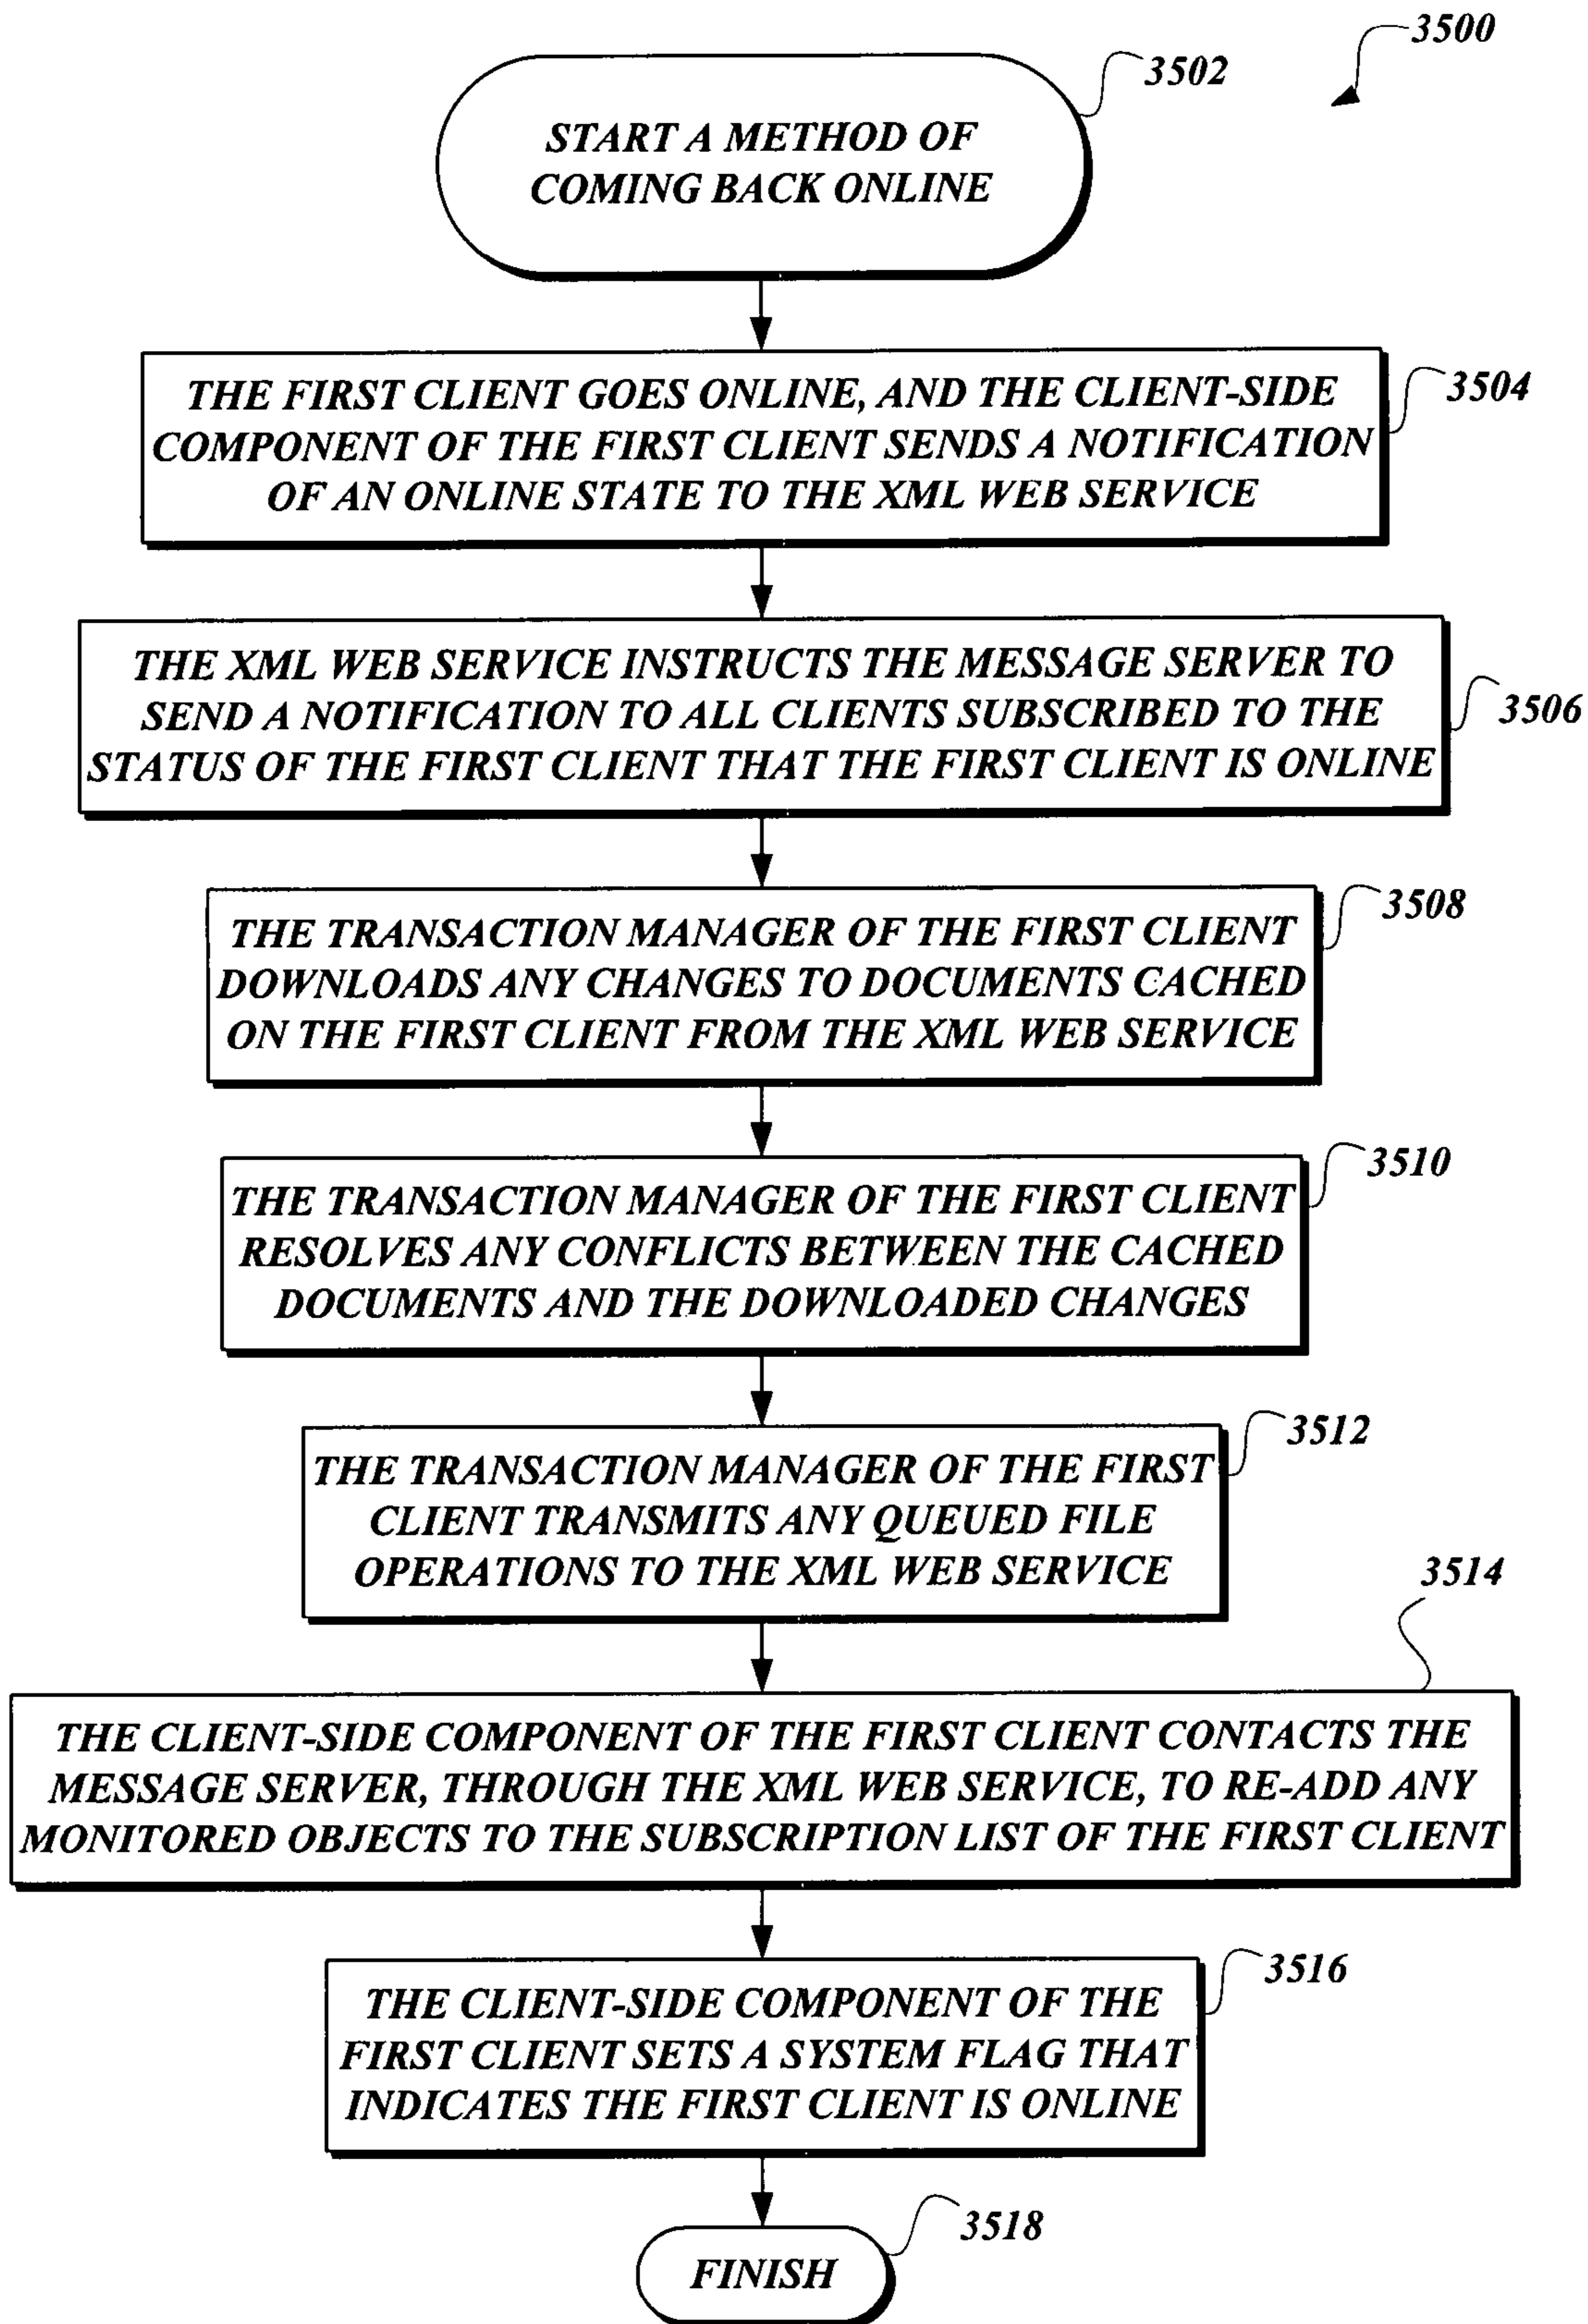 3500
3502
START A METHOD OF
COMING BACK ONLINE
THE FIRST CLIENT GOES ONLINE, AND THE CLIENT-SIDE
COMPONENT OF THE FIRST CLIENT SENDS A NOTIFICATION
OF AN ONLINE STATE TO THE XML WEB SERVICE
3504
THE XML WEB SERVICE INSTRUCTS THE MESSAGE SERVER TO
SEND A NOTIFICATION TO ALL CLIENTS SUBSCRIBED TO THE
STATUS OF THE FIRST CLIENT THAT THE FIRST CLIENT IS ONLINE
3506
THE TRANSACTION MANAGER OF THE FIRST CLIENT
DOWNLOADS ANY CHANGES TO DOCUMENTS CACHED
ON THE FIRST CLIENT FROM THE XML WEB SERVICE
3508
THE TRANSACTION MANAGER OF THE FIRST CLIENT
RESOLVES ANY CONFLICTS BETWEEN THE CACHED
DOCUMENTS AND THE DOWNLOADED CHANGES
3510
THE TRANSACTION MANAGER OF THE FIRST
CLIENT TRANSMITS ANY QUEUED FILE
OPERATIONS TO THE XML WEB SERVICE
3512
3514
THE CLIENT-SIDE COMPONENT OF THE FIRST CLIENT CONTACTS THE
MESSAGE SERVER, THROUGH THE XML WEB SERVICE, TO RE-ADD ANY
MONITORED OBJECTS TO THE SUBSCRIPTION LIST OF THE FIRST CLIENT
THE CLIENT-SIDE COMPONENT OF THE
FIRST CLIENT SETS A SYSTEM FLAG THAT
INDICATES THE FIRST CLIENT IS ONLINE
3516
3518
FINISH